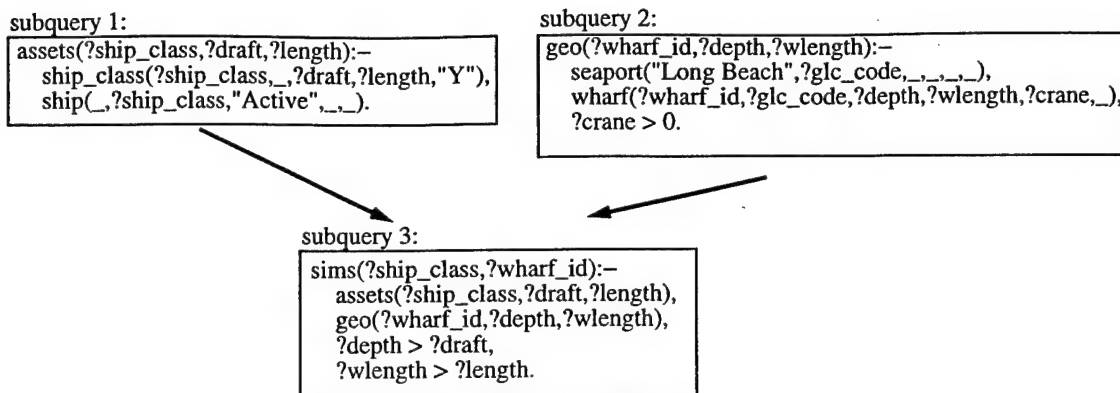 subquery 1:
assets(?ship_class,?draft,?length):–
ship_class(?ship_class,_,?draft,?length,"Y"),
ship(_,?ship_class,"Active",_,_).
subquery 2:
geo(?wharf_id,?depth,?wlength):–
seaport("Long Beach",?glc_code,_,_,_,_),
wharf(?wharf_id,?glc_code,?depth,?wlength,?crane,_),
?crane > 0.
subquery 3:
sims(?ship_class,?wharf_id):–
assets(?ship_class,?draft,?length),
geo(?wharf_id,?depth,?wlength),
?depth > ?draft,
?wlength > ?length.